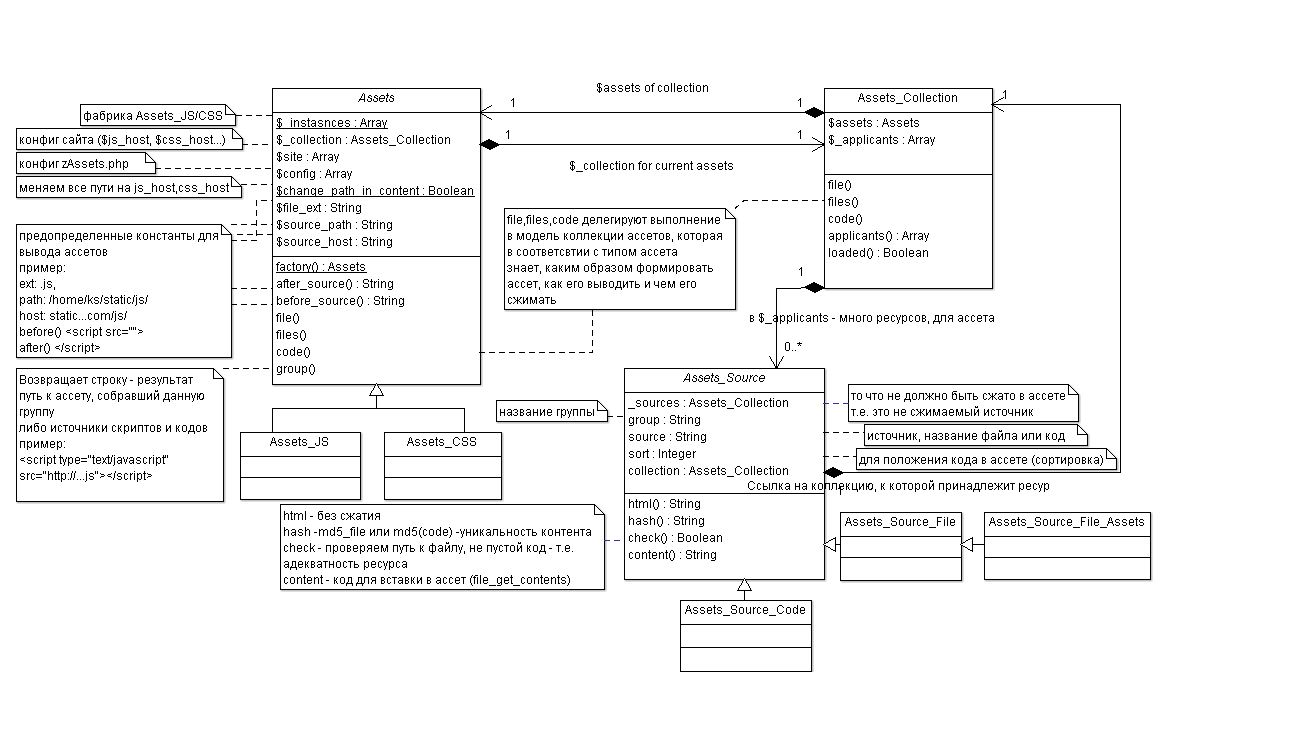 $assets of collection
1
1
$_collection for current assets
1
1
фабрика Assets_JS/CSS
конфиг сайта ($js_host, $css_host...)
конфиг zAssets.php
меняем все пути на js_host,css_host
предопределенные константы для
вывода ассетов
пример:
ext: .js,
path: /home/ks/static/js/
host: static...com/js/
before() <script src="">
after() </script>
Возвращает строку - результат
путь к ассету, собравший данную
группу
либо источники скриптов и кодов
пример:
<script type="text/javascript"
src="http://...js"></script>
Assets
$_instasnces : Array
$_collection : Assets_Collection
$site : Array
$config : Array
$change_path_in_content : Boolean
$file_ext : String
$source_path : String
$source_host : String
factory() : Assets
after_source() : String
before_source() : String
file()
files()
code()
group()
Assets_JS
Assets_CSS
file,files,code делегируют выполнение
в модель коллекции ассетов, которая
в соответсвтии с типом ассета
знает, каким образом формировать
ассет, как его выводить и чем его
сжимать
Assets_Collection
$assets : Assets
$_applicants : Array
file()
files()
code()
applicants() : Array
loaded() : Boolean
1
1
в $_applicants - много ресурсов, для ассета
0..*
Assets_Source
_sources : Assets_Collection
group : String
source : String
sort : Integer
collection : Assets_Collection
html() : String
hash() : String
check() : Boolean
content() : String
название группы
то что не должно быть сжато в ассете
т.е. это не сжимаемый источник
источник, название файла или код
для положения кода в ассете (сортировка)
Ссылка на коллекцию, к которой принадлежит ресур
html - без сжатия
hash -md5_file или md5(code) -уникальность контента
check - проверяем путь к файлу, не пустой код - т.е.
адекватность ресурса
content - код для вставки в ассет (file_get_contents)
Assets_Source_File
Assets_Source_File_Assets
Assets_Source_Code